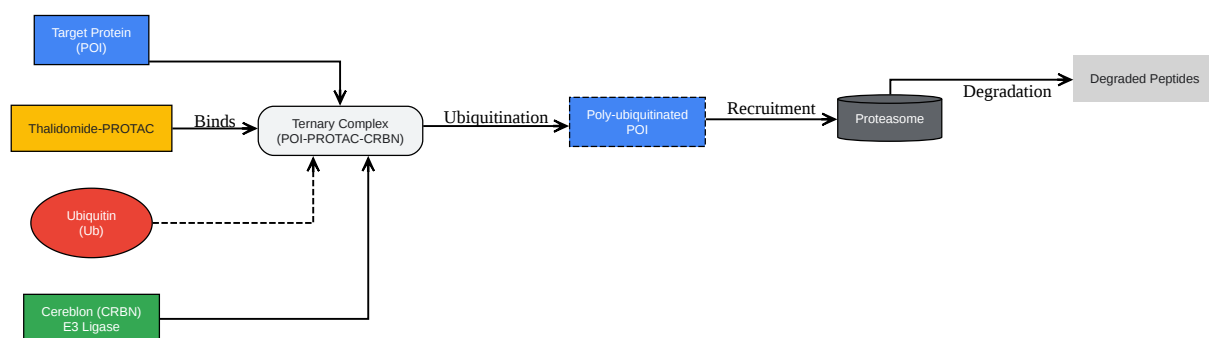 Target Protein
(POI)
Thalidomide-PROTAC
Binds
Ubiquitin
(Ub)
Cereblon (CRBN)
E3 Ligase
Ternary Complex
(POI-PROTAC-CRBN)
Ubiquitination
Poly-ubiquitinated
POI
Recruitment
Proteasome
Degradation
Degraded Peptides